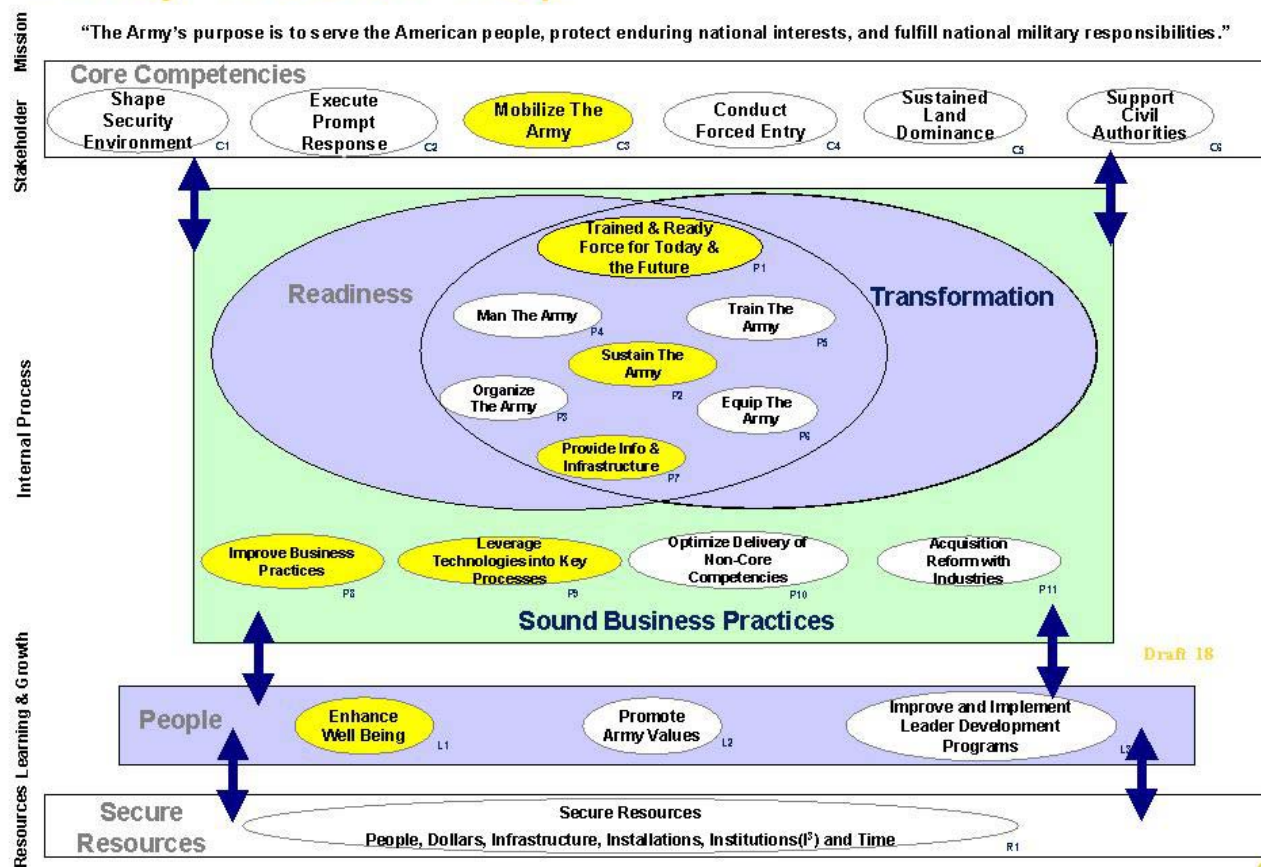 Mission
“The Army’s purpose is to serve the American people, protect enduring national interests, and fulfill national military responsibilities.”
Stakeholder
Core Competencies
Shape
Security
Environment
C1
Execute
Prompt
Response
C2
Mobilize The
Army
C3
Conduct
Forced Entry
C4
Sustained
Land
Dominance
C5
Support
Civil
Authorities
C6
Internal Process
Readiness
Transformation
Trained & Ready
Force for Today &
the Future
P1
Man The Army
P4
Train The
Army
P5
Sustain The
Army
P2
Organize
The Army
P3
Equip The
Army
P6
Provide Info &
Infrastructure
P7
Improve Business
Practices
P8
Leverage
Technologies into Key
Processes
P9
Optimize Delivery of
Non-Core
Competencies
P10
Acquisition
Reform with
Industries
P11
Sound Business Practices
Draft 18
Learning & Growth
People
Enhance
Well Being
L1
Promote
Army Values
L2
Improve and Implement
Leader Development
Programs
L3
Resources
Secure
Resources
Secure Resources
People, Dollars, Infrastructure, Installations, Institutions(I³) and Time
R1